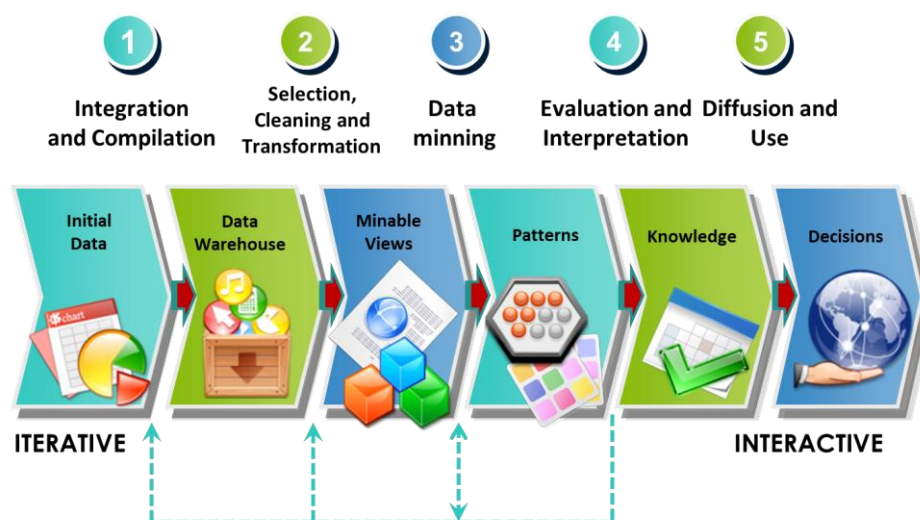 1
2
3
4
5
Integration
and Compilation
Selection,
Cleaning and
Transformation
Data
minning
Evaluation and
Interpretation
Diffusion and
Use
Initial
Data
Data
Warehouse
Minable
Views
Patterns
Knowledge
Decisions
chart
ITERATIVE
INTERACTIVE